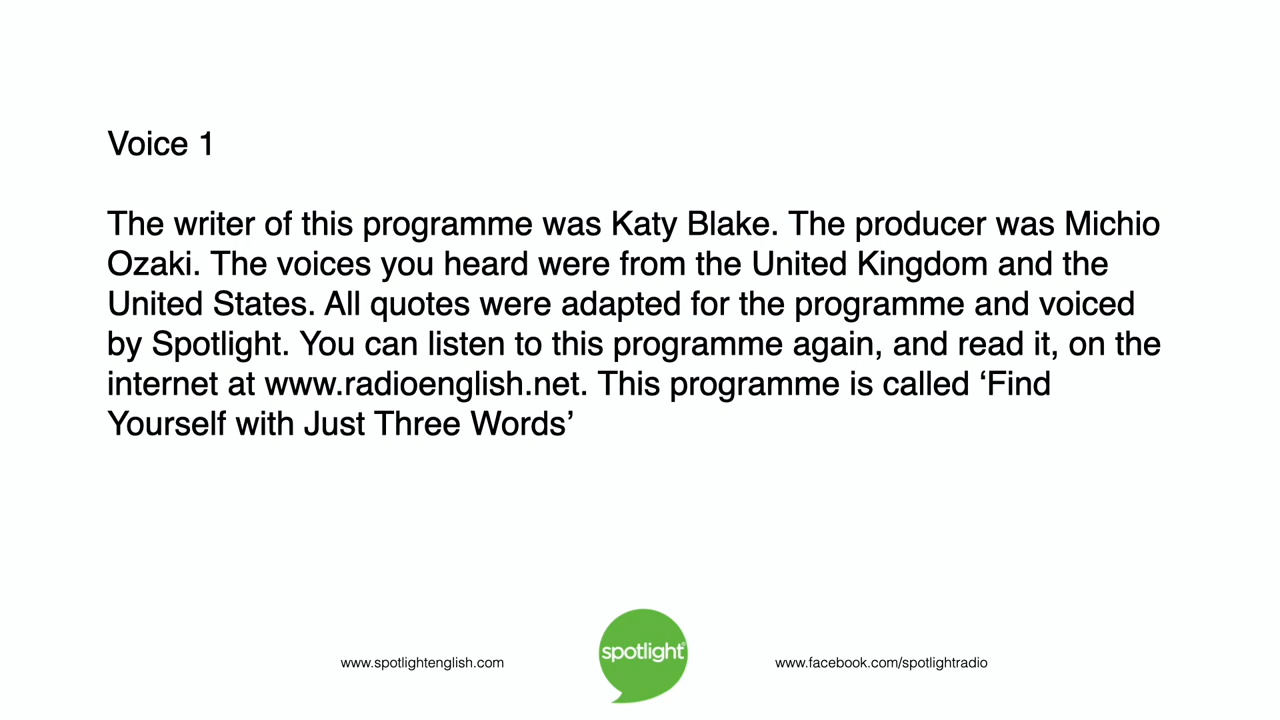 Voice 1
The writer of this programme was Katy Blake. The producer was Michio
Ozaki. The voices you heard were from the United Kingdom and the
United States. All quotes were adapted for the programme and voiced
by Spotlight. You can listen to this programme again, and read it, on the
internet at www.radioenglish.net. This programme is called ‘Find
Yourself with Just Three Words’
www.spotlightenglish.com
spotlight®
www.facebook.com/spotlightradio